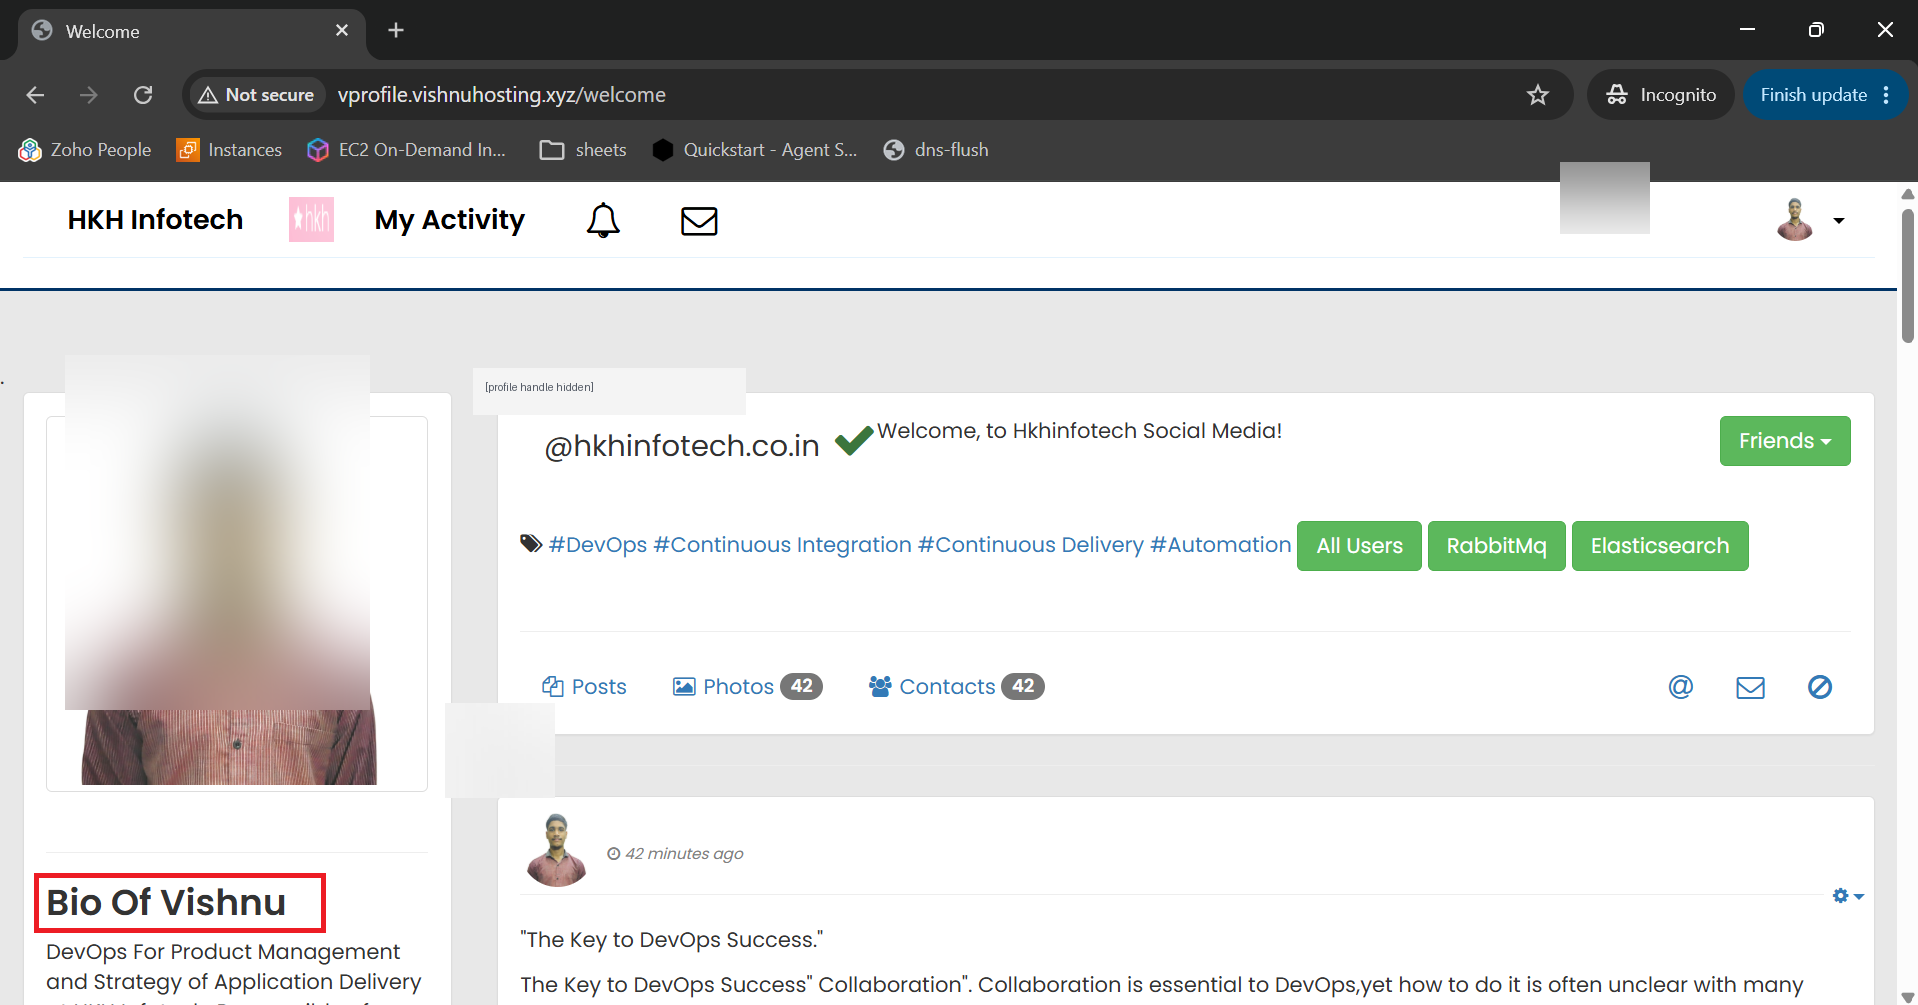 Welcome
Not secure
vprofile.vishnuhosting.xyz/welcome
Incognito
Finish update
Zoho People
Instances
EC2 On-Demand In...
sheets
Quickstart - Agent S...
dns-flush
HKH Infotech
hkh
My Activity
[profile handle hidden]
@hkhinfotech.co.in
Welcome, to Hkhinfotech Social Media!
Friends
#DevOps #Continuous Integration #Continuous Delivery #Automation
All Users
RabbitMq
Elasticsearch
Posts
Photos 42
Contacts 42
42 minutes ago
Bio Of Vishnu
DevOps For Product Management
and Strategy of Application Delivery
"The Key to DevOps Success."
The Key to DevOps Success" Collaboration". Collaboration is essential to DevOps,yet how to do it is often unclear with many